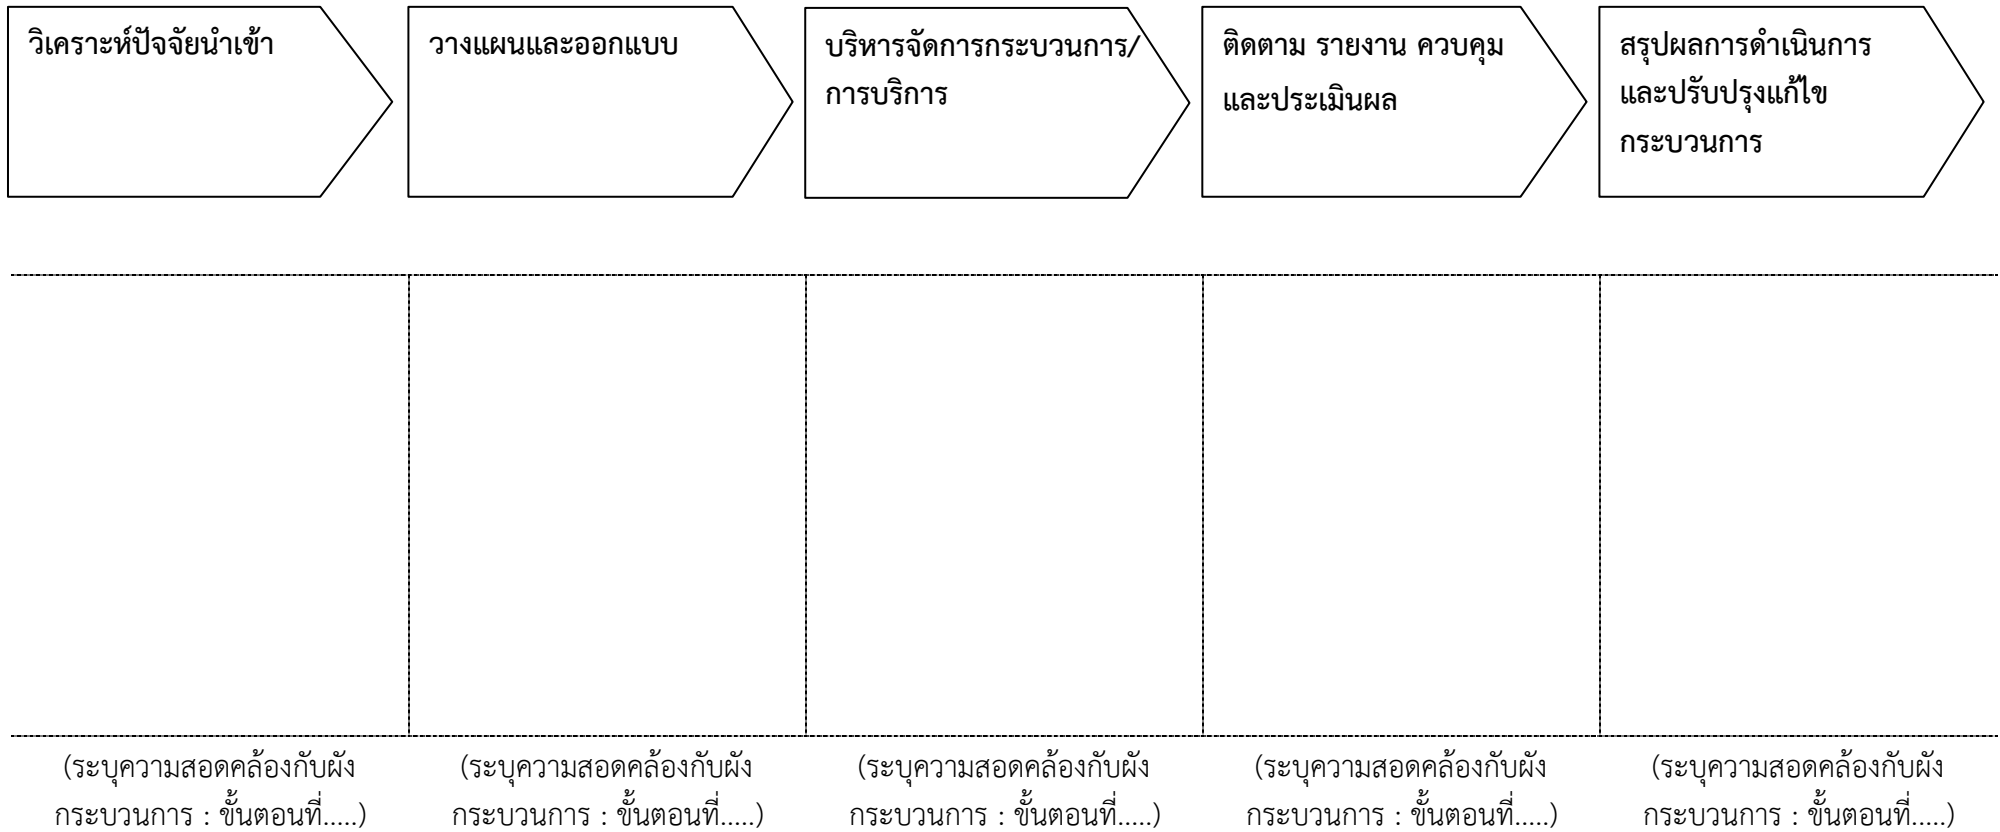 วิเคราะห์ปัจจัยนำเข้า
วางแผนและออกแบบ
บริหารจัดการกระบวนการ/
การบริการ
ติดตาม รายงาน ควบคุม
และประเมินผล
สรุปผลการดำเนินการ
และปรับปรุงแก้ไข
กระบวนการ
(ระบุความสอดคล้องกับผัง
กระบวนการ : ขั้นตอนที่.....)
(ระบุความสอดคล้องกับผัง
กระบวนการ : ขั้นตอนที่.....)
(ระบุความสอดคล้องกับผัง
กระบวนการ : ขั้นตอนที่.....)
(ระบุความสอดคล้องกับผัง
กระบวนการ : ขั้นตอนที่.....)
(ระบุความสอดคล้องกับผัง
กระบวนการ : ขั้นตอนที่.....)